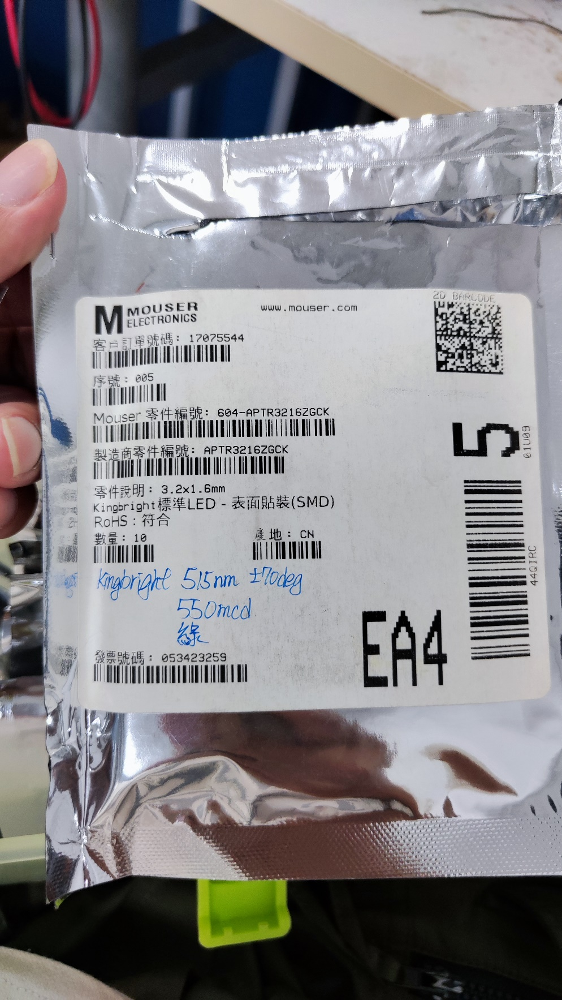 MOUSER
ELECTRONICS
www.mouser.com
2D BARCODE
客戶訂單號碼: 17075544
序號: 005
Mouser 零件編號: 604-APTR3216ZGCK
製造商零件編號: APTR3216ZGCK
零件說明: 3.2x1.6mm
Kingbright標準LED - 表面貼裝(SMD)
RoHS : 符合
數量: 10
產地: CN
Kingbright 515nm ±70deg
550mcd
綠
發票號碼: 053423259
5
01U09
44QIRC
EA4